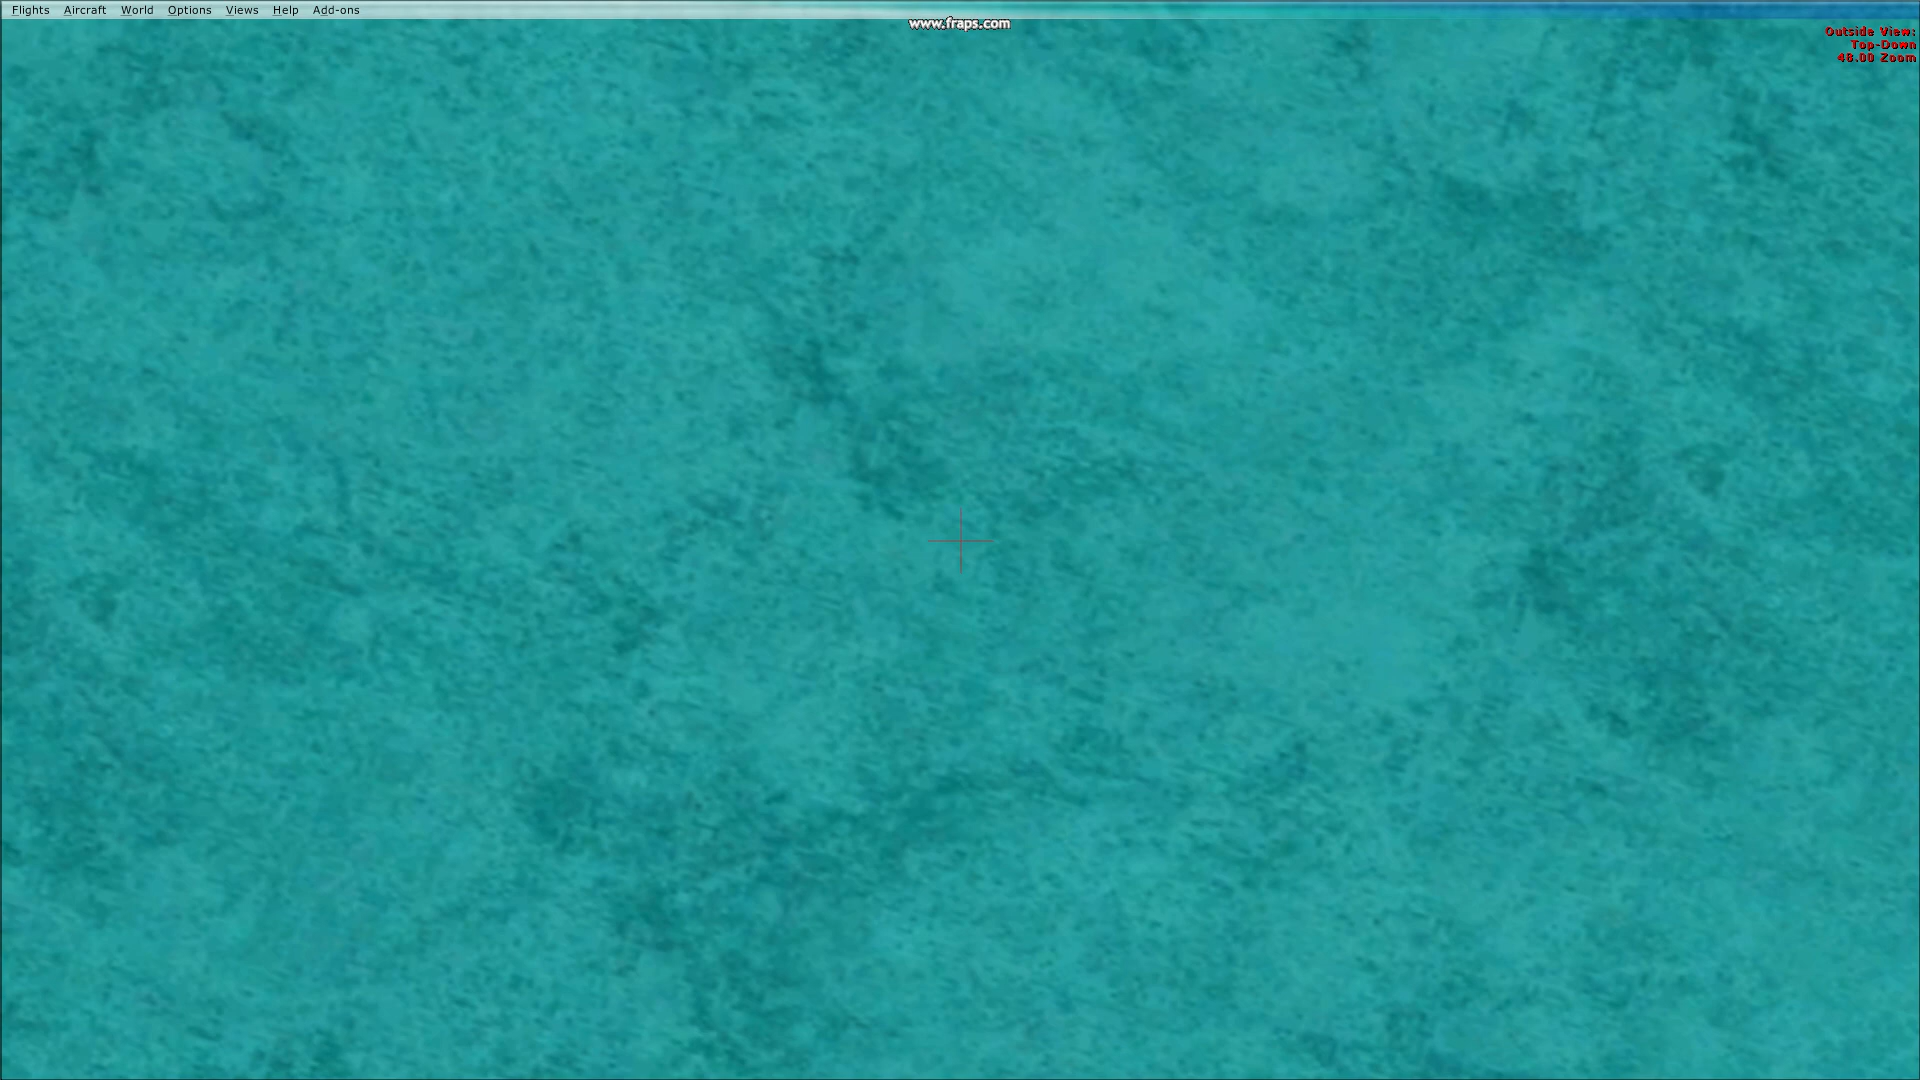 Flights Aircraft World Options Views Help Add-ons
www.fraps.com
Outside View:
Top-Down
48.00 Zoom